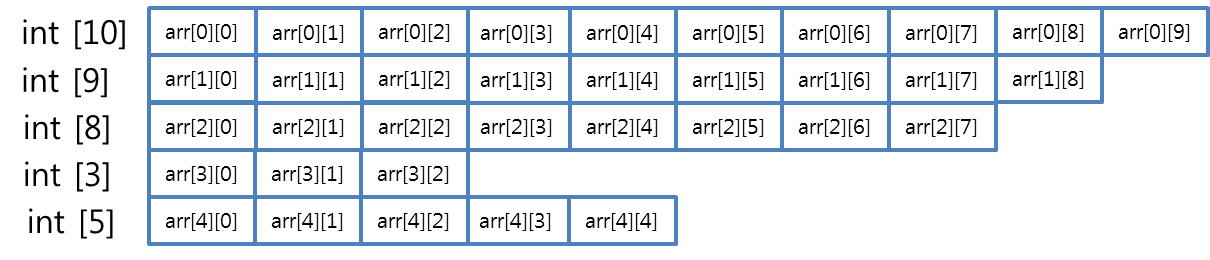 int [10] arr[0][0] arr[0][1] arr[0][2] arr[0][3] arr[0][4] arr[0][5] arr[0][6] arr[0][7] arr[0][8] arr[0][9]
int [9] arr[1][0] arr[1][1] arr[1][2] arr[1][3] arr[1][4] arr[1][5] arr[1][6] arr[1][7] arr[1][8]
int [8] arr[2][0] arr[2][1] arr[2][2] arr[2][3] arr[2][4] arr[2][5] arr[2][6] arr[2][7]
int [3] arr[3][0] arr[3][1] arr[3][2]
int [5] arr[4][0] arr[4][1] arr[4][2] arr[4][3] arr[4][4]